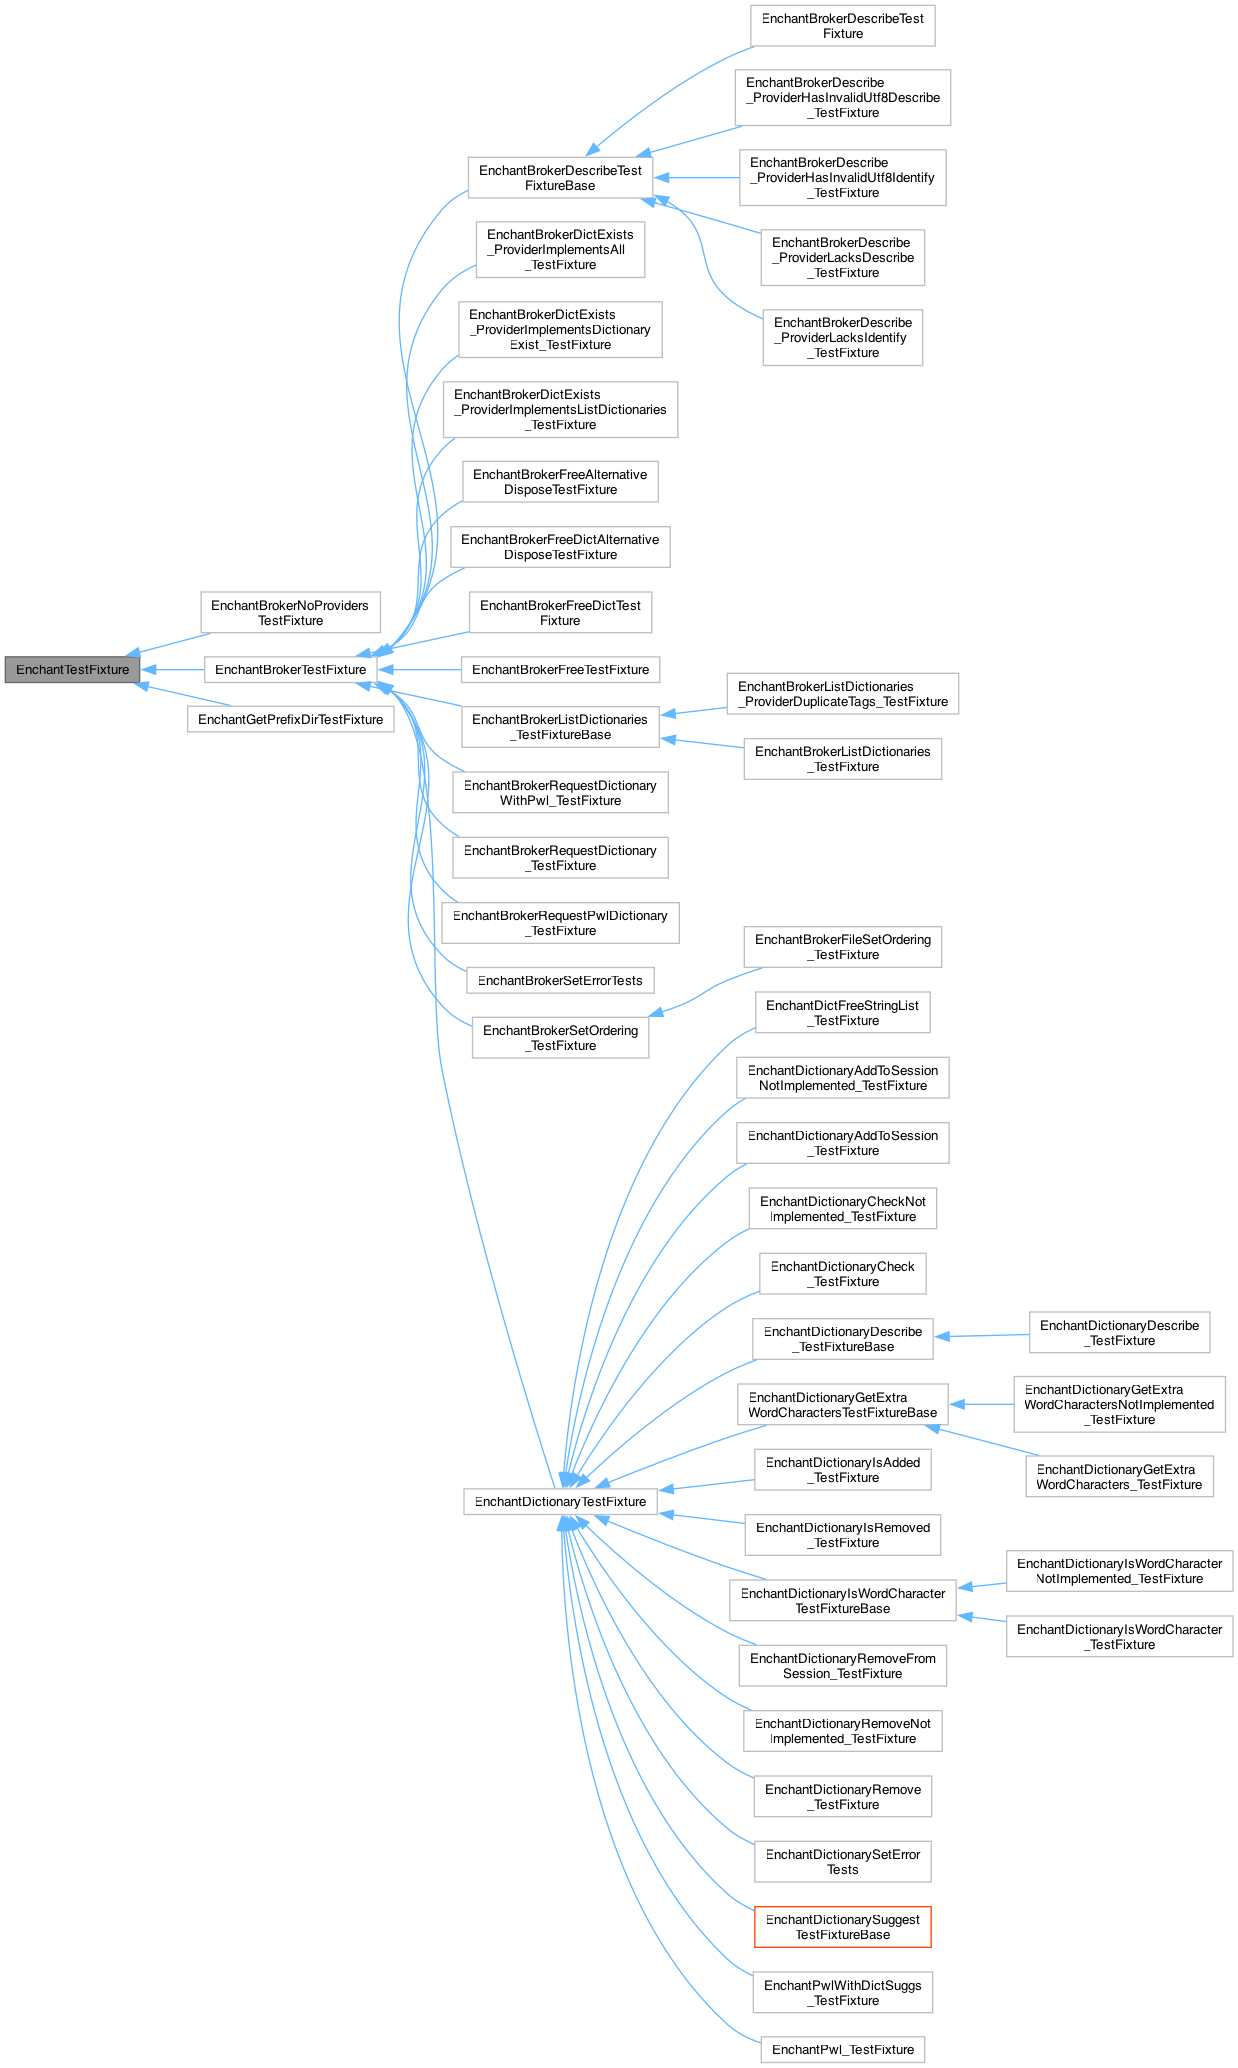 EnchantBrokerDescribeTest
Fixture
EnchantBrokerDescribe
_ProviderHasInvalidUtf8Describe
_TestFixture
EnchantBrokerDescribeTest
FixtureBase
EnchantBrokerDescribe
_ProviderHasInvalidUtf8Identify
_TestFixture
EnchantBrokerDictExists
_ProviderImplementsAll
_TestFixture
EnchantBrokerDescribe
_ProviderLacksDescribe
_TestFixture
EnchantBrokerDictExists
_ProviderImplementsDictionary
Exist_TestFixture
EnchantBrokerDescribe
_ProviderLacksIdentify
_TestFixture
EnchantBrokerDictExists
_ProviderImplementsListDictionaries
_TestFixture
EnchantBrokerFreeAlternative
DisposeTestFixture
EnchantBrokerFreeDictAlternative
DisposeTestFixture
EnchantBrokerNoProviders
TestFixture
EnchantBrokerFreeDictTest
Fixture
EnchantTestFixture
EnchantBrokerTestFixture
EnchantBrokerFreeTestFixture
EnchantGetPrefixDirTestFixture
EnchantBrokerListDictionaries
_TestFixtureBase
EnchantBrokerListDictionaries
_ProviderDuplicateTags_TestFixture
EnchantBrokerListDictionaries
_TestFixture
EnchantBrokerRequestDictionary
WithPwl_TestFixture
EnchantBrokerRequestDictionary
_TestFixture
EnchantBrokerRequestPwlDictionary
_TestFixture
EnchantBrokerFileSetOrdering
_TestFixture
EnchantBrokerSetErrorTests
EnchantBrokerSetOrdering
_TestFixture
EnchantDictFreeStringList
_TestFixture
EnchantDictionaryAddToSession
NotImplemented_TestFixture
EnchantDictionaryAddToSession
_TestFixture
EnchantDictionaryCheckNot
Implemented_TestFixture
EnchantDictionaryCheck
_TestFixture
EnchantDictionaryDescribe
_TestFixtureBase
EnchantDictionaryDescribe
_TestFixture
EnchantDictionaryGetExtra
WordCharactersTestFixtureBase
EnchantDictionaryGetExtra
WordCharactersNotImplemented
_TestFixture
EnchantDictionaryIsAdded
_TestFixture
EnchantDictionaryGetExtra
WordCharacters_TestFixture
EnchantDictionaryTestFixture
EnchantDictionaryIsRemoved
_TestFixture
EnchantDictionaryIsWordCharacter
TestFixtureBase
EnchantDictionaryIsWordCharacter
NotImplemented_TestFixture
EnchantDictionaryIsWordCharacter
_TestFixture
EnchantDictionaryRemoveFrom
Session_TestFixture
EnchantDictionaryRemoveNot
Implemented_TestFixture
EnchantDictionaryRemove
_TestFixture
EnchantDictionarySetError
Tests
EnchantDictionarySuggest
TestFixtureBase
EnchantPwlWithDictSuggs
_TestFixture
EnchantPwl_TestFixture